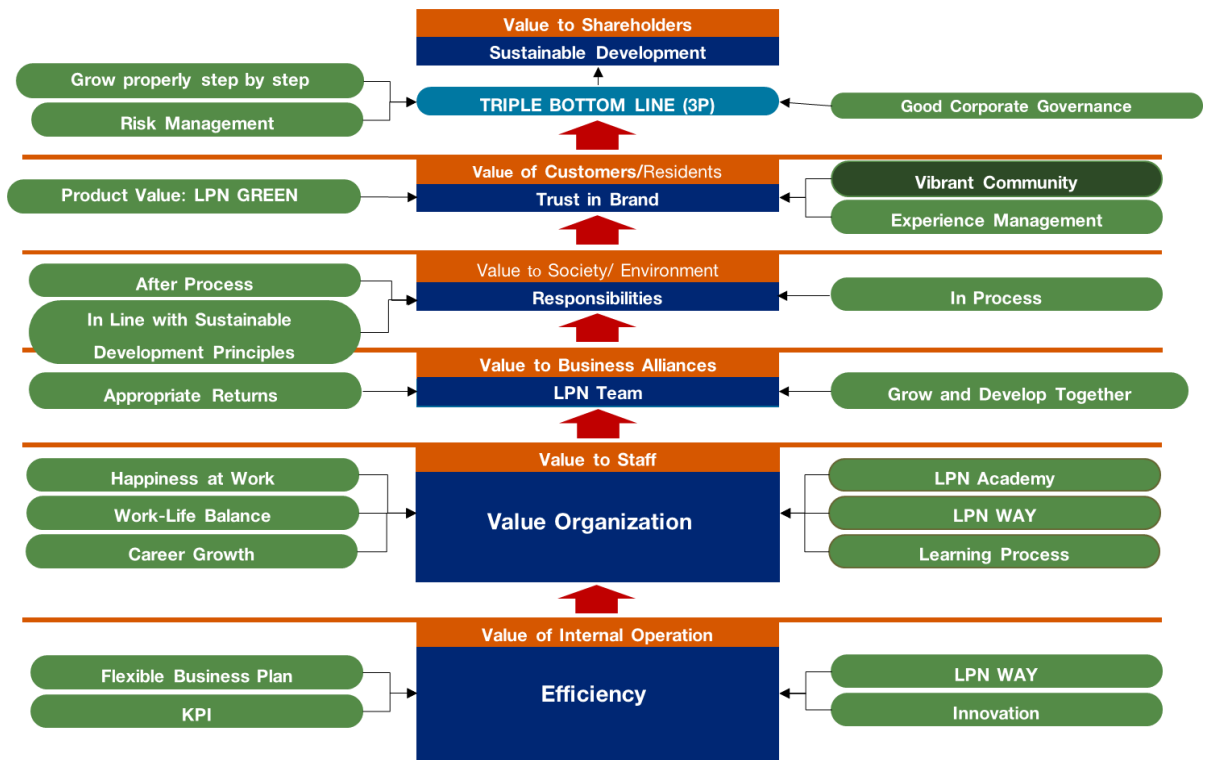 Value to Shareholders
Sustainable Development
Grow properly step by step
Risk Management
TRIPLE BOTTOM LINE (3P)
Good Corporate Governance
Value of Customers/Residents
Trust in Brand
Product Value: LPN GREEN
Vibrant Community
Experience Management
Value to Society/ Environment
Responsibilities
After Process
In Line with Sustainable
Development Principles
In Process
Value to Business Alliances
LPN Team
Appropriate Returns
Grow and Develop Together
Value to Staff
Value Organization
Happiness at Work
Work-Life Balance
Career Growth
LPN Academy
LPN WAY
Learning Process
Value of Internal Operation
Efficiency
Flexible Business Plan
KPI
LPN WAY
Innovation